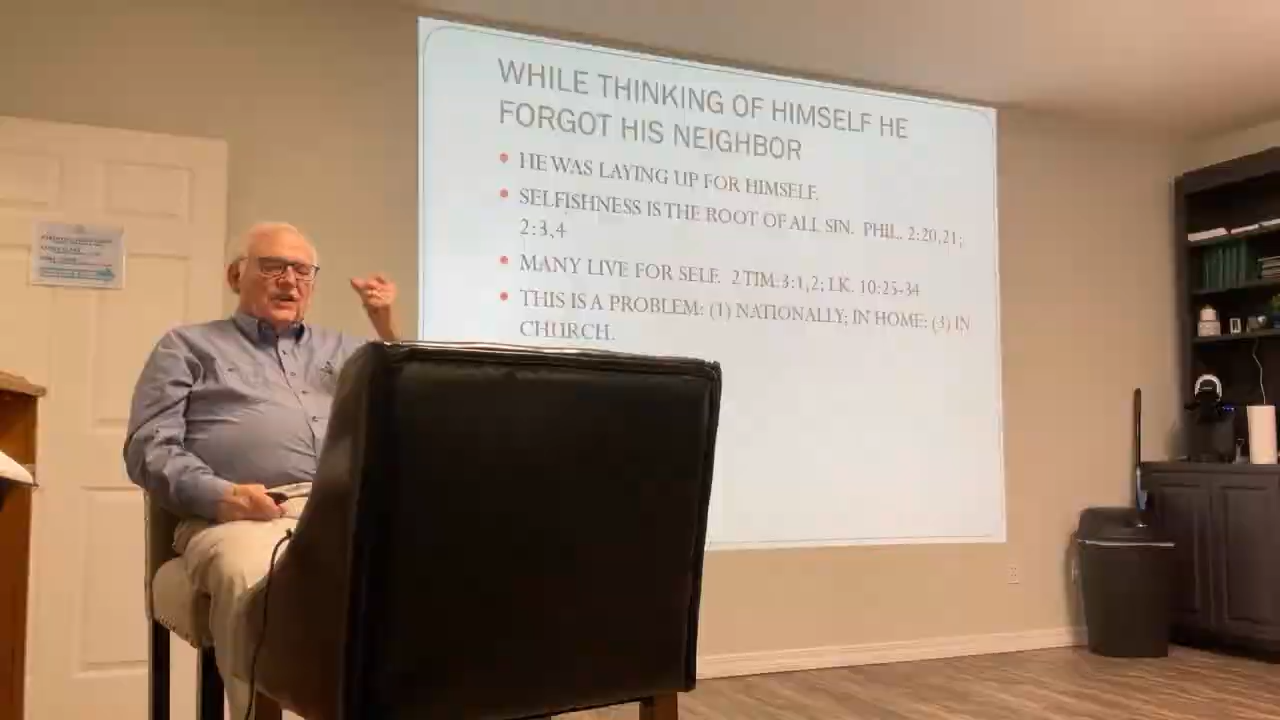 WHILE THINKING OF HIMSELF HE
FORGOT HIS NEIGHBOR
• HE WAS LAYING UP FOR HIMSELF.
• SELFISHNESS IS THE ROOT OF ALL SIN. PHIL. 2:20,21;
2:3,4
• MANY LIVE FOR SELF. 2 TIM. 3:1,2; LK. 10:25-34
• THIS IS A PROBLEM: (1) NATIONALLY; IN HOME: (3) IN
CHURCH.